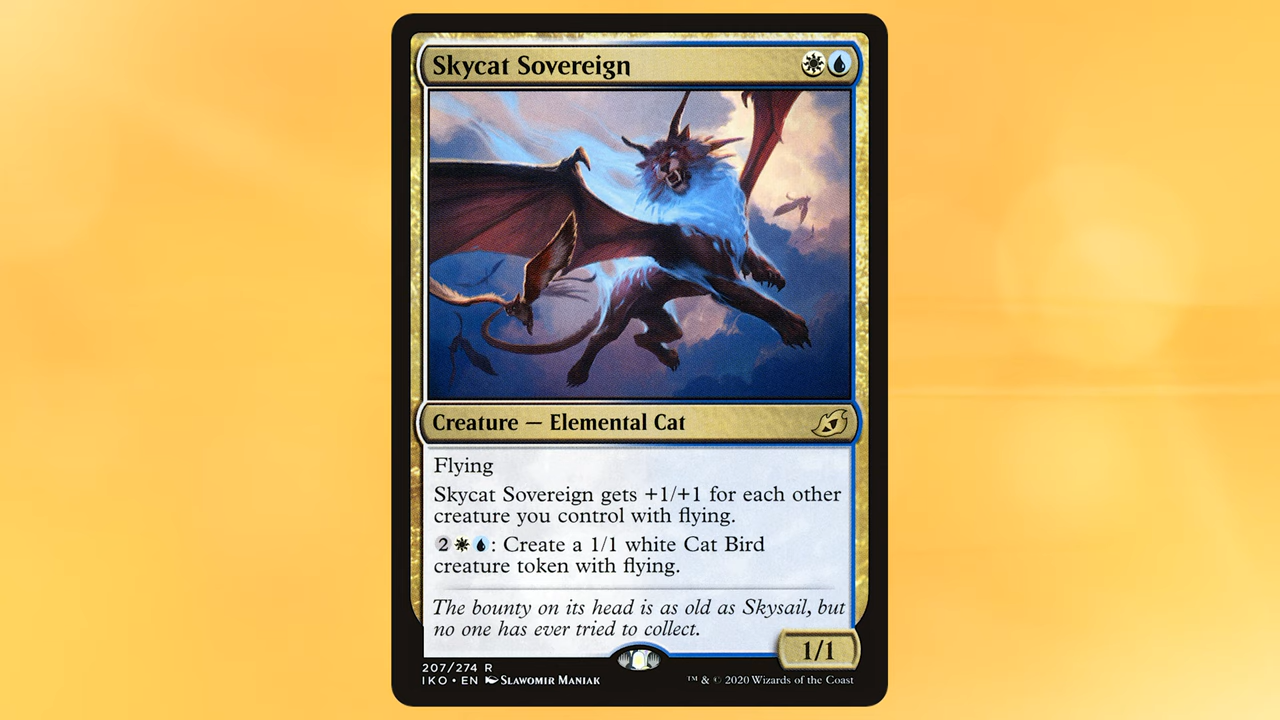 Skycat Sovereign
Creature — Elemental Cat
Flying
Skycat Sovereign gets +1/+1 for each other
creature you control with flying.
2 : Create a 1/1 white Cat Bird
creature token with flying.
The bounty on its head is as old as Skysail, but
no one has ever tried to collect.
1/1
207/274 R
IKO • EN Slawomir Maniak
™ & © 2020 Wizards of the Coast